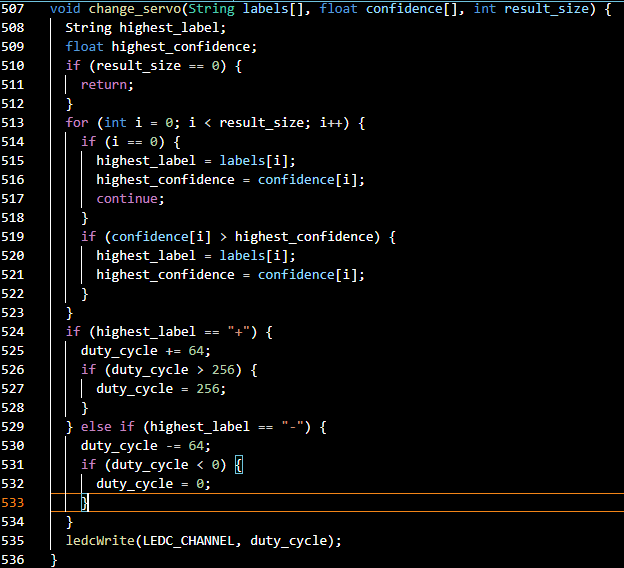 507 void change_servo(String labels[], float confidence[], int result_size) {
508   String highest_label;
509   float highest_confidence;
510   if (result_size == 0) {
511     return;
512   }
513   for (int i = 0; i < result_size; i++) {
514     if (i == 0) {
515       highest_label = labels[i];
516       highest_confidence = confidence[i];
517       continue;
518     }
519     if (confidence[i] > highest_confidence) {
520       highest_label = labels[i];
521       highest_confidence = confidence[i];
522     }
523   }
524   if (highest_label == "+") {
525     duty_cycle += 64;
526     if (duty_cycle > 256) {
527       duty_cycle = 256;
528     }
529   } else if (highest_label == "-") {
530     duty_cycle -= 64;
531     if (duty_cycle < 0) {
532       duty_cycle = 0;
533     }
534   }
535   ledcWrite(LEDC_CHANNEL, duty_cycle);
536 }